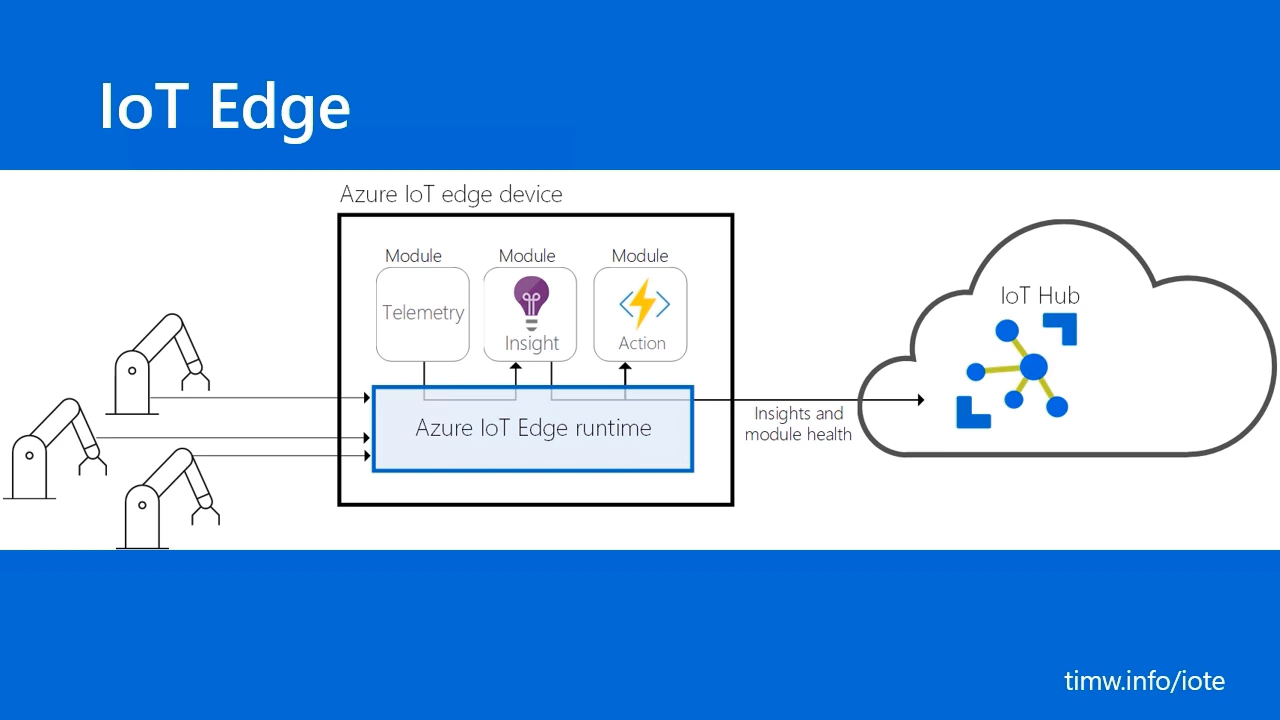 IoT Edge
Azure IoT edge device
Module
Module
Module
Telemetry
Insight
Action
Azure IoT Edge runtime
Insights and
module health
IoT Hub
timw.info/iote